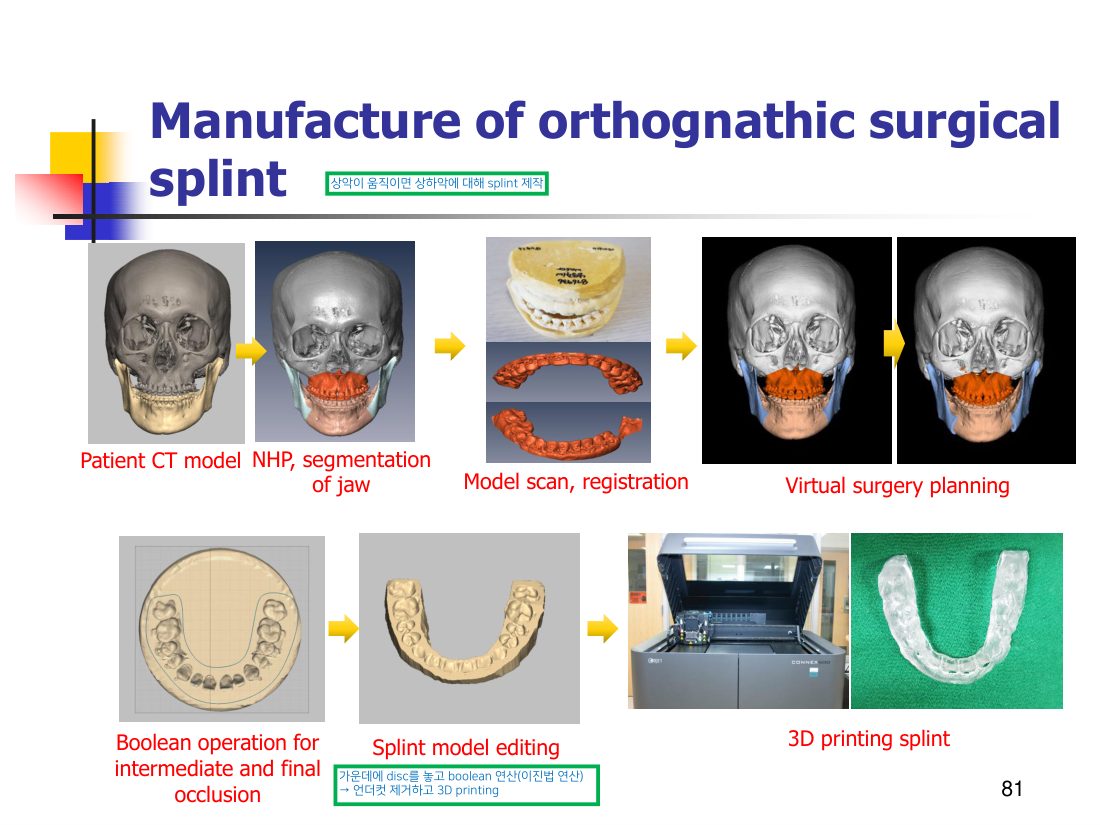 Manufacture of orthognathic surgical
splint
상악이 움직이면 상하악에 대해 splint 제작
Patient CT model
NHP, segmentation
of jaw
Model scan, registration
Virtual surgery planning
Boolean operation for
intermediate and final
occlusion
Splint model editing
가운데에 disc를 놓고 boolean 연산(이진법 연산)
→ 언더컷 제거하고 3D printing
3D printing splint
81